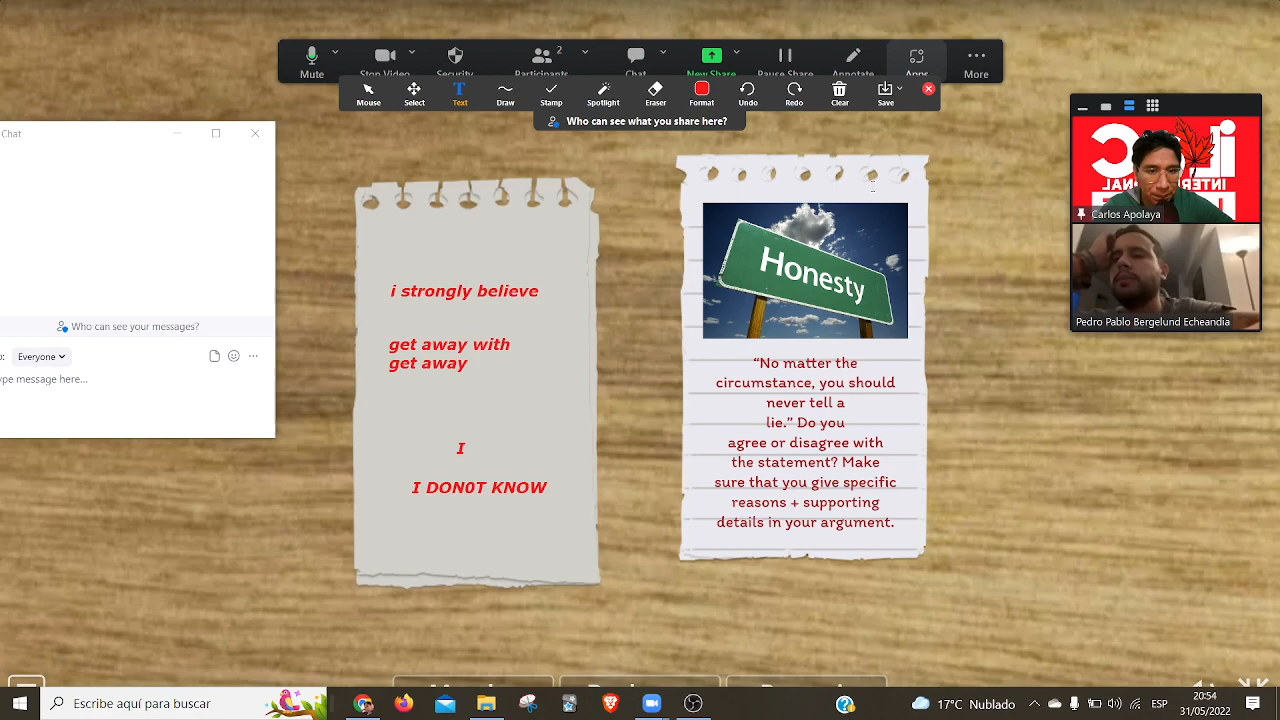 2
Mute
Stop Video
Security
Participants
Chat
New Share
Pause Share
Annotate
Apps
More
Mouse
Select
Text
Draw
Stamp
Spotlight
Eraser
Format
Undo
Redo
Clear
Save
Who can see what you share here?
Chat
Who can see your messages?
Everyone
ype message here...
i strongly believe
get away with
get away
I
I DON0T KNOW
Honesty
“No matter the
circumstance, you should
never tell a
lie.” Do you
agree or disagree with
the statement? Make
sure that you give specific
reasons + supporting
details in your argument.
Carlos Apolaya
Pedro Pablo Bergelund Echeandia
Escribe aquí para buscar
17°C Nublado
ESP
20:54
31/05/2022